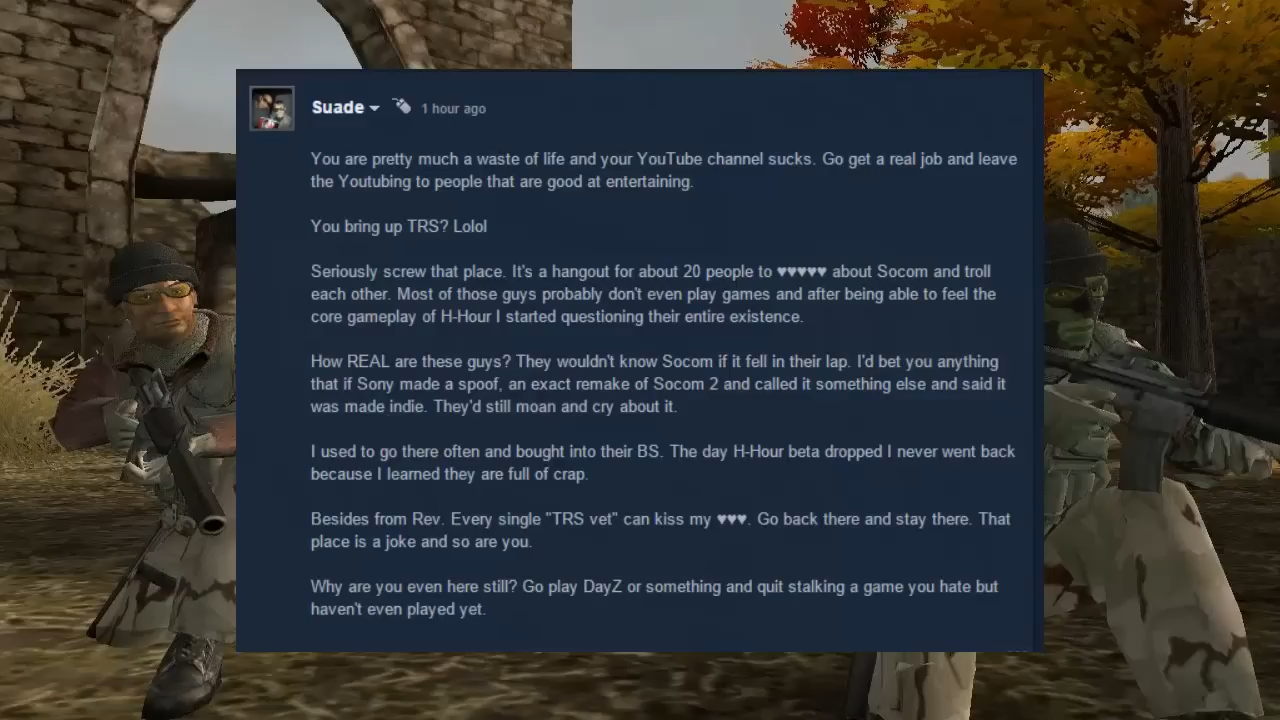 Suade 1 hour ago
You are pretty much a waste of life and your YouTube channel sucks. Go get a real job and leave
the Youtubing to people that are good at entertaining.
You bring up TRS? Lolol
Seriously screw that place. It's a hangout for about 20 people to ♥♥♥♥♥ about Socom and troll
each other. Most of those guys probably don't even play games and after being able to feel the
core gameplay of H-Hour I started questioning their entire existence.
How REAL are these guys? They wouldn't know Socom if it fell in their lap. I'd bet you anything
that if Sony made a spoof, an exact remake of Socom 2 and called it something else and said it
was made indie. They'd still moan and cry about it.
I used to go there often and bought into their BS. The day H-Hour beta dropped I never went back
because I learned they are full of crap.
Besides from Rev. Every single "TRS vet" can kiss my ♥♥♥. Go back there and stay there. That
place is a joke and so are you.
Why are you even here still? Go play DayZ or something and quit stalking a game you hate but
haven't even played yet.